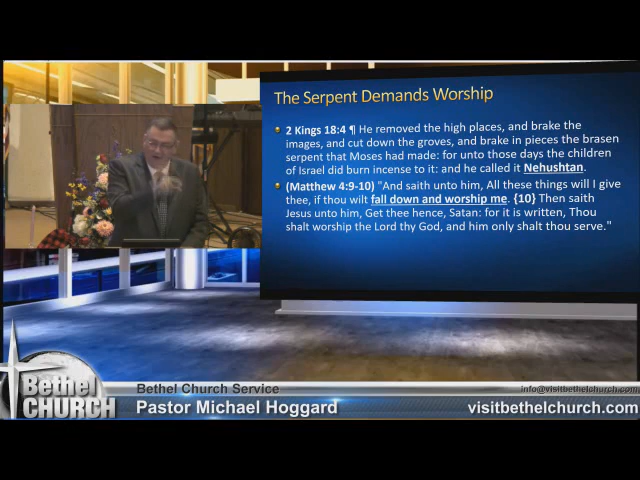 The Serpent Demands Worship
2 Kings 18:4 ¶ He removed the high places, and brake the
images, and cut down the groves, and brake in pieces the brasen
serpent that Moses had made: for unto those days the children
of Israel did burn incense to it: and he called it Nehushtan.
(Matthew 4:9-10) "And saith unto him, All these things will I give
thee, if thou wilt fall down and worship me. {10} Then saith
Jesus unto him, Get thee hence, Satan: for it is written, Thou
shalt worship the Lord thy God, and him only shalt thou serve."
Bethel
CHURCH
Bethel Church Service
info@visitbethelchurch.com
Pastor Michael Hoggard
visitbethelchurch.com